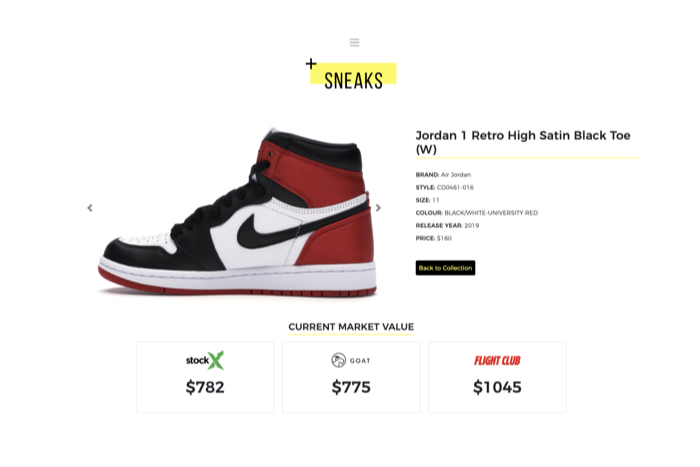 SNEAKS
Jordan 1 Retro High Satin Black Toe
(W)
BRAND: Air Jordan
STYLE: CD0461-016
SIZE: 11
COLOUR: BLACK/WHITE-UNIVERSITY RED
RELEASE YEAR: 2019
PRICE: $160
Back to Collection
CURRENT MARKET VALUE
stockX
GOAT
FLIGHT CLUB
$782
$775
$1045